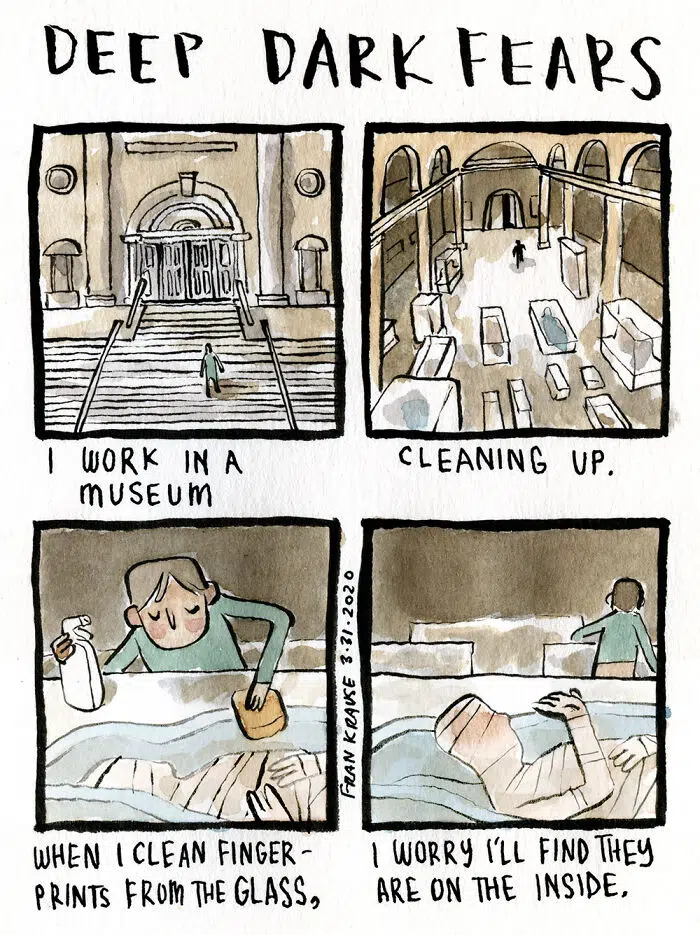 DEEP DARK FEARS
I WORK IN A
MUSEUM
CLEANING UP.
WHEN I CLEAN FINGER-
PRINTS FROM THE GLASS,
I WORRY I'LL FIND THEY
ARE ON THE INSIDE.
FRAN KRAUSE 3·31·2020